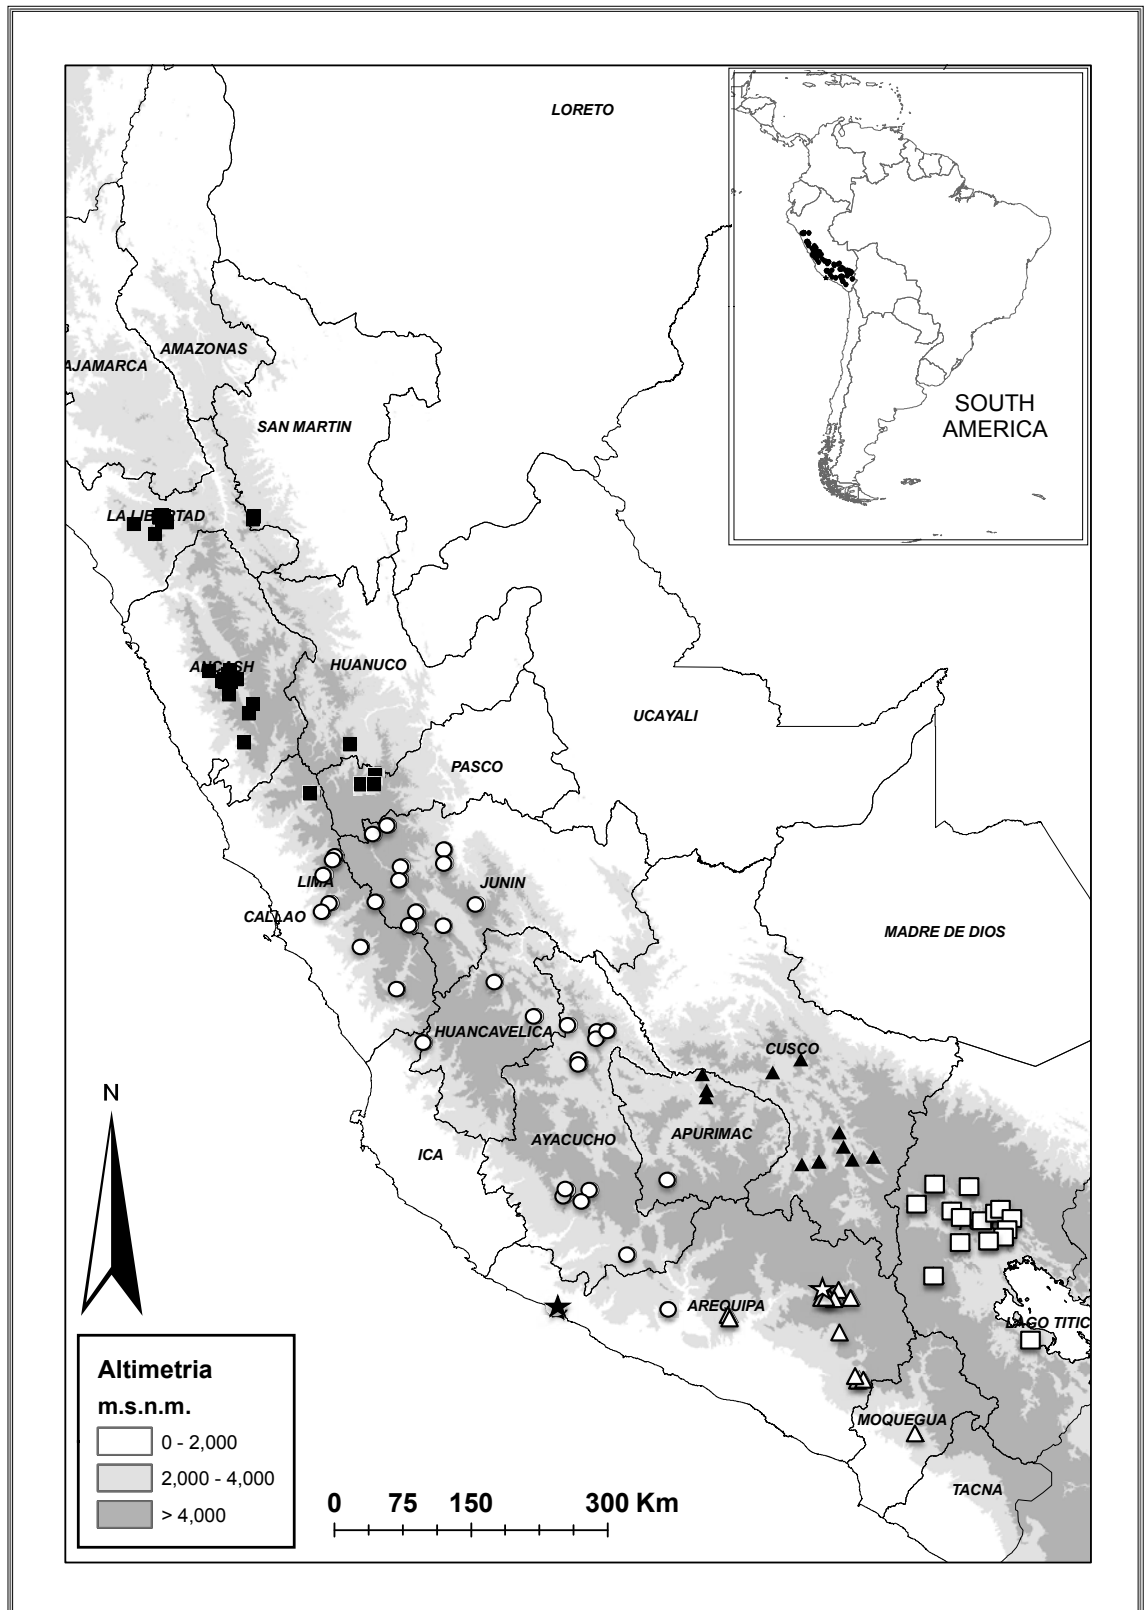 LORETO
SOUTH
AMERICA
AMAZONAS
AJAMARCA
SAN MARTIN
LA LIBERTAD
ANCASH
HUANUCO
UCAYALI
PASCO
LIMA
JUNIN
CALLAO
MADRE DE DIOS
HUANCAVELICA
CUSCO
N
ICA
AYACUCHO
APURIMAC
AREQUIPA
LAGO TITIC
MOQUEGUA
TACNA
Altimetria
m.s.n.m.
0 - 2,000
2,000 - 4,000
> 4,000
0 75 150 300 Km